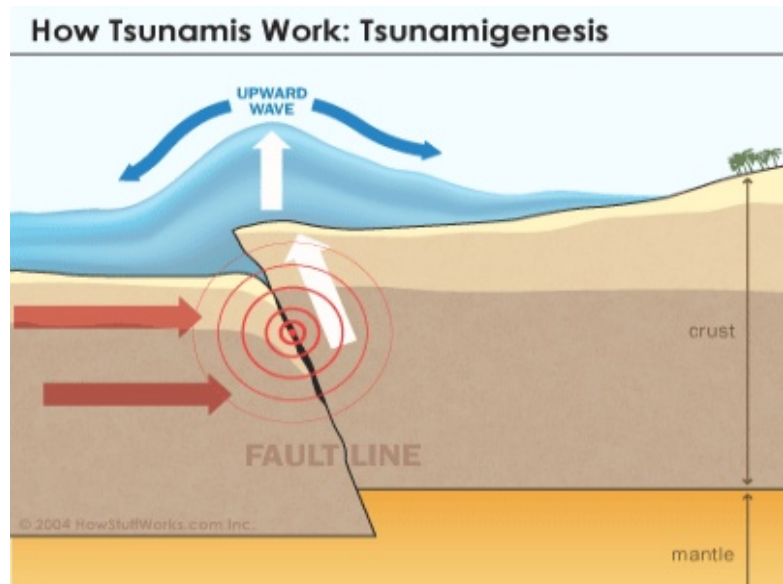 How Tsunamis Work: Tsunamigenesis
UPWARD
WAVE
crust
FAULT LINE
© 2004 HowStuffWorks.com Inc.
mantle